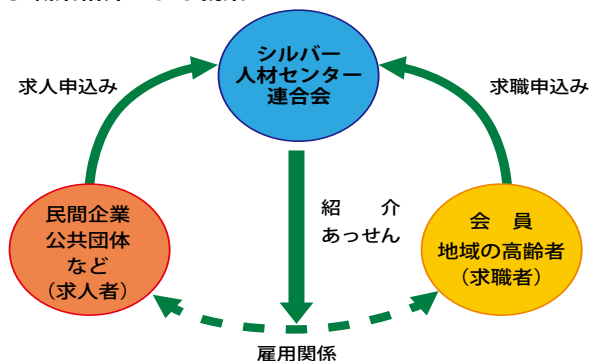 シルバー
人材センター
連合会
求人申込み
求職申込み
民間企業
公共団体
など
（求人者）
紹　介
あっせん
会　員
地域の高齢者
（求職者）
雇用関係